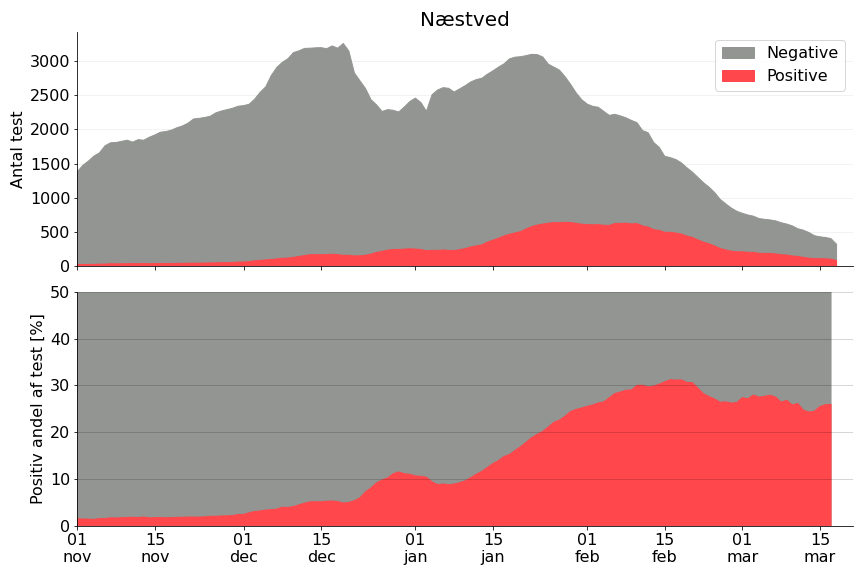 Næstved
Antal test
3000
2500
2000
1500
1000
500
0
Negative
Positive
Positiv andel af test [%]
50
40
30
20
10
0
01 15 01 15 01 15 01 15 01 15
nov nov dec dec jan jan feb feb mar mar